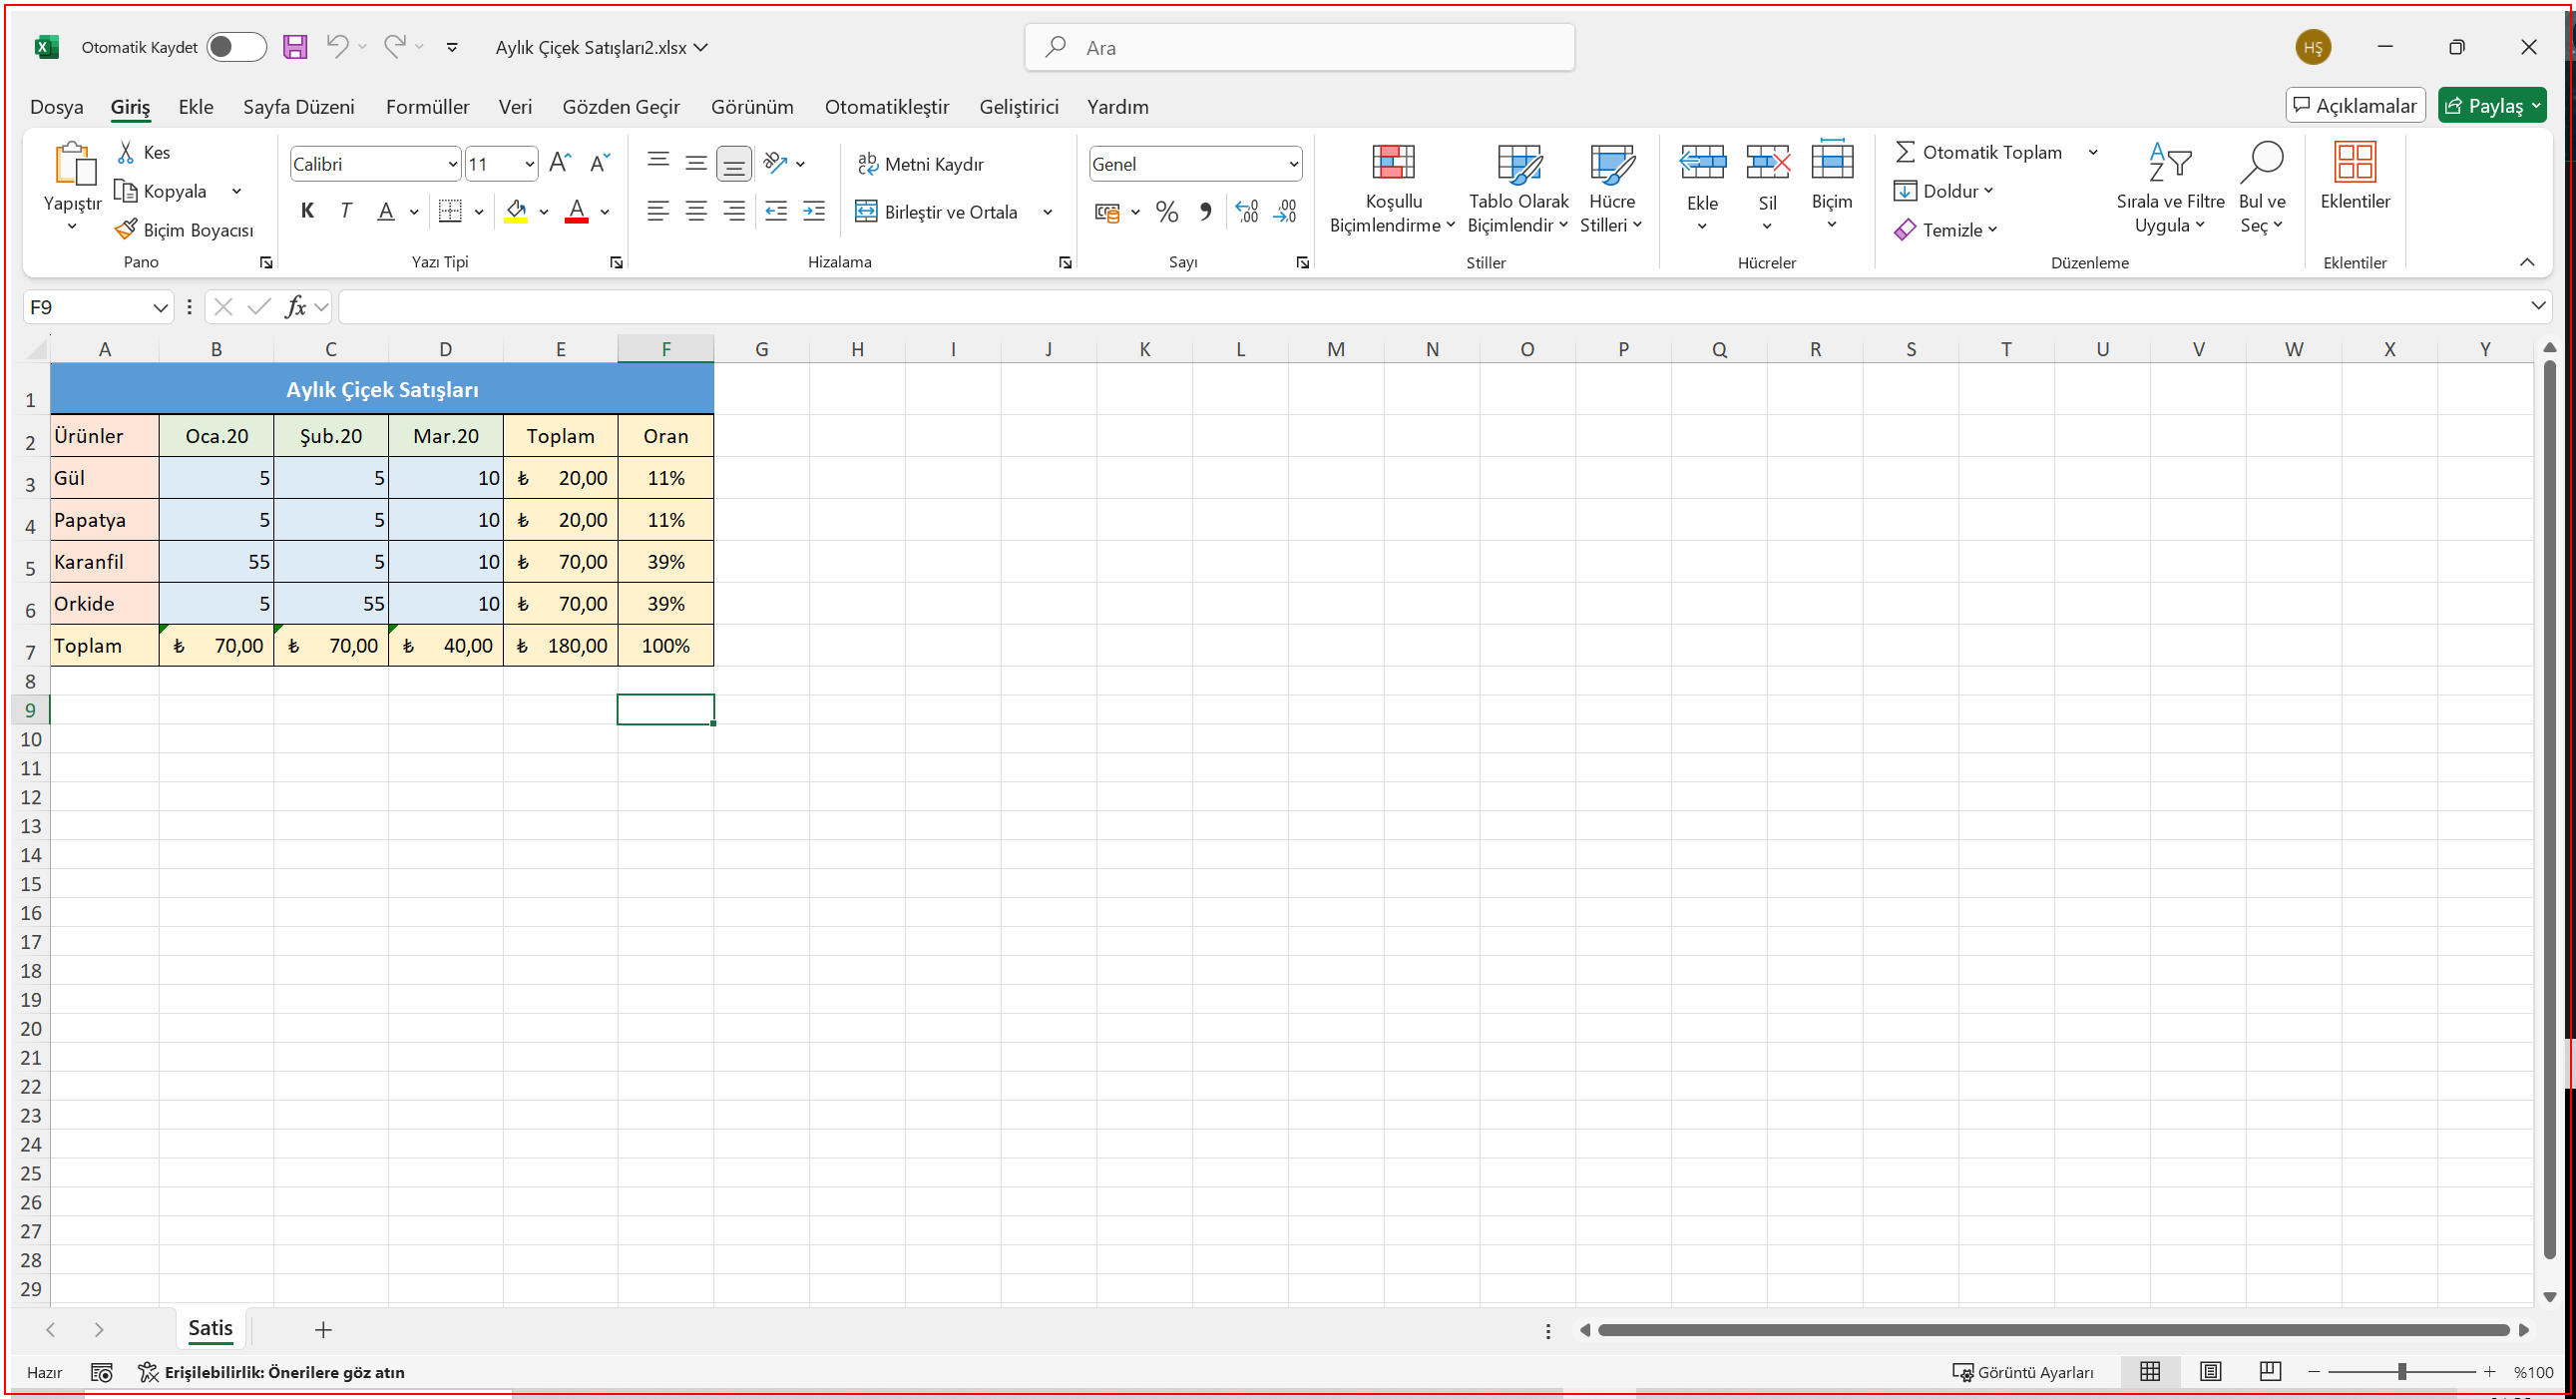 Otomatik Kaydet Aylık Çiçek Satışları2.xlsx Ara HŞ
Dosya Giriş Ekle Sayfa Düzeni Formüller Veri Gözden Geçir Görünüm Otomatikleştir Geliştirici Yardım Açıklamalar Paylaş
Yapıştır
Kes
Kopyala
Biçim Boyacısı
Pano
Calibri 11
K T A A
Yazı Tipi
ab Metni Kaydır
Birleştir ve Ortala
Hizalama
Genel
% 9 ,00 ,00
Sayı
Koşullu Biçimlendirme
Tablo Olarak Biçimlendir
Hücre Stilleri
Stiller
Ekle Sil Biçim
Hücreler
Otomatik Toplam
Doldur
Temizle
Sırala ve Filtre Uygula
Bul ve Seç
Düzenleme
Eklentiler
Eklentiler
F9 fx
A B C D E F G H I J K L M N O P Q R S T U V W X Y
1 Aylık Çiçek Satışları
2 Ürünler Oca.20 Şub.20 Mar.20 Toplam Oran
3 Gül 5 5 10 ₺ 20,00 11%
4 Papatya 5 5 10 ₺ 20,00 11%
5 Karanfil 55 5 10 ₺ 70,00 39%
6 Orkide 5 55 10 ₺ 70,00 39%
7 Toplam ₺ 70,00 ₺ 70,00 ₺ 40,00 ₺ 180,00 100%
8
9
10
11
12
13
14
15
16
17
18
19
20
21
22
23
24
25
26
27
28
29
Satis
Hazır Erişilebilirlik: Önerilere göz atın Görüntü Ayarları %100